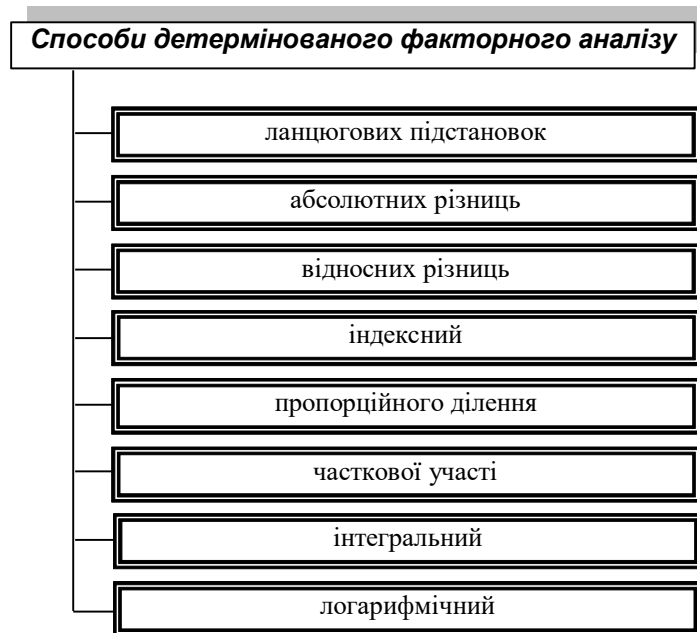 Способи детермінованого факторного аналізу
ланцюгових підстановок
абсолютних різниць
відносних різниць
індексний
пропорційного ділення
часткової участі
інтегральний
логарифмічний